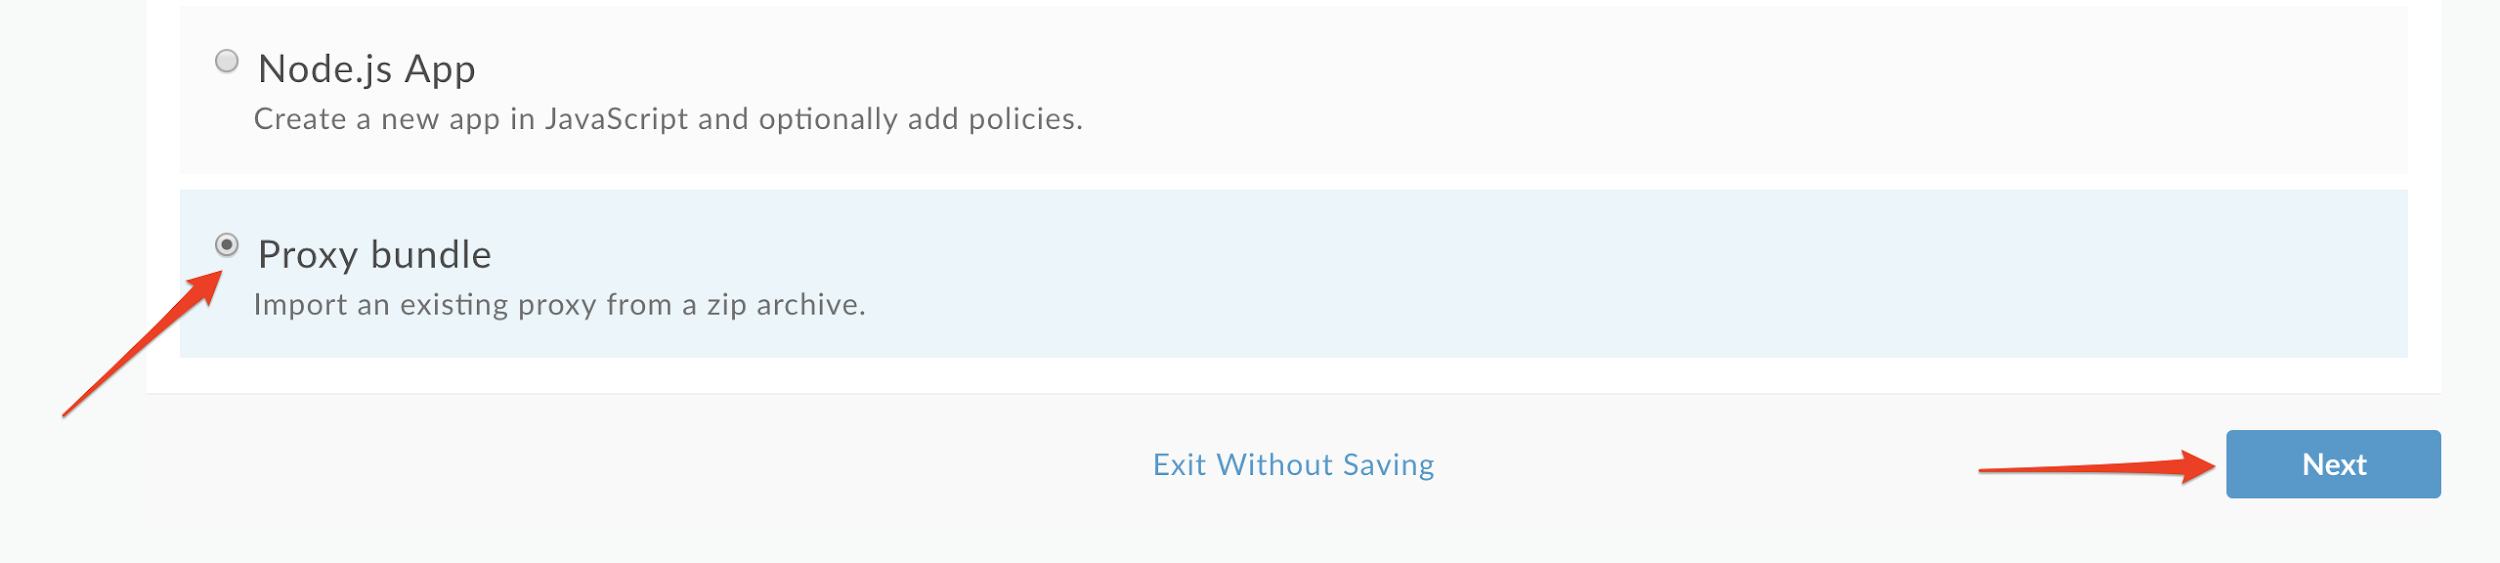 Node.js App
Create a new app in JavaScript and optionally add policies.
Proxy bundle
Import an existing proxy from a zip archive.
Exit Without Saving
Next